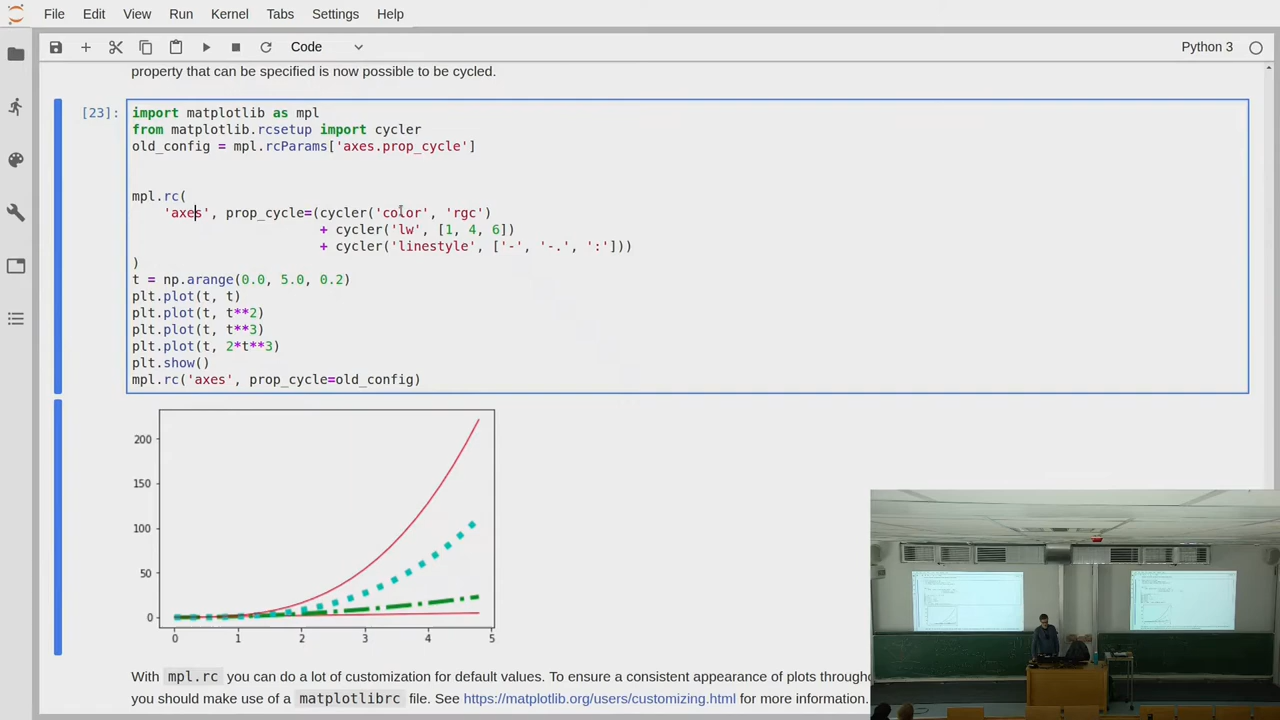 File Edit View Run Kernel Tabs Settings Help
Code
Python 3
property that can be specified is now possible to be cycled.
[23]:
import matplotlib as mpl
from matplotlib.rcsetup import cycler
old_config = mpl.rcParams['axes.prop_cycle']
mpl.rc(
'axes', prop_cycle=(cycler('color', 'rgc')
+ cycler('lw', [1, 4, 6])
+ cycler('linestyle', ['-', '-.', ':']))
)
t = np.arange(0.0, 5.0, 0.2)
plt.plot(t, t)
plt.plot(t, t**2)
plt.plot(t, t**3)
plt.plot(t, 2*t**3)
plt.show()
mpl.rc('axes', prop_cycle=old_config)
200
150
100
50
0
0 1 2 3 4 5
With mpl.rc you can do a lot of customization for default values. To ensure a consistent appearance of plots
you should make use of a matplotlibrc file. See https://matplotlib.org/users/customizing.html for more information.